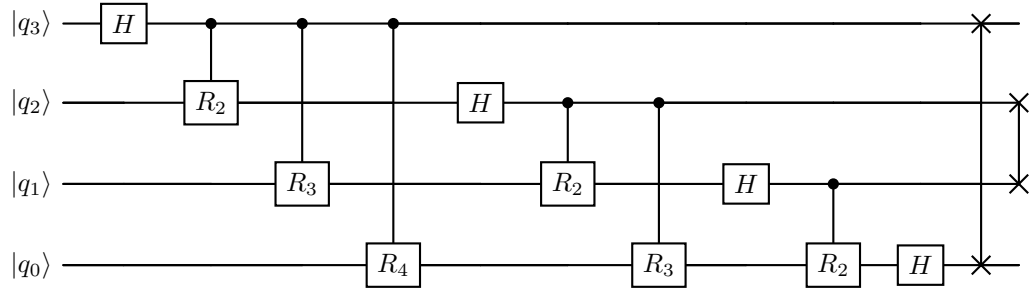 |q₃⟩ H
|q₂⟩ R₂ H
|q₁⟩ R₃ R₂ H
|q₀⟩ R₄ R₃ R₂ H